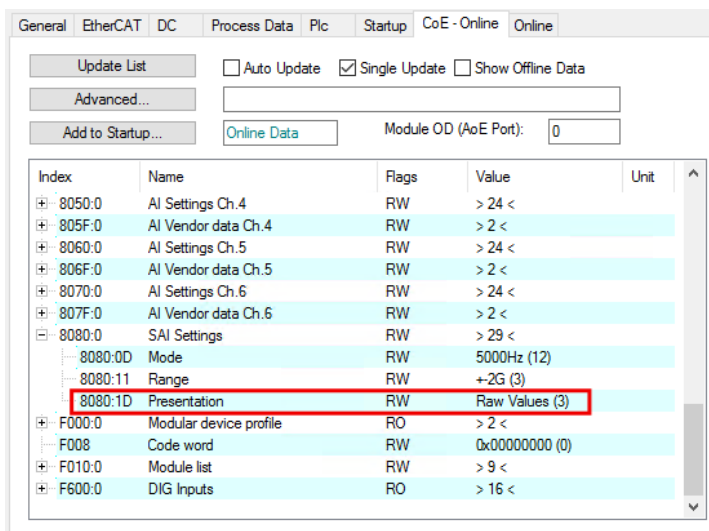 General EtherCAT DC Process Data Plc Startup CoE - Online Online
Update List Auto Update Single Update Show Offline Data
Advanced...
Add to Startup... Online Data Module OD (AoE Port): 0
Index Name Flags Value Unit
8050:0 AI Settings Ch.4 RW > 24 <
805F:0 AI Vendor data Ch.4 RW > 2 <
8060:0 AI Settings Ch.5 RW > 24 <
806F:0 AI Vendor data Ch.5 RW > 2 <
8070:0 AI Settings Ch.6 RW > 24 <
807F:0 AI Vendor data Ch.6 RW > 2 <
8080:0 SAI Settings RW > 29 <
8080:0D Mode RW 5000Hz (12)
8080:11 Range RW +-2G (3)
8080:1D Presentation RW Raw Values (3)
F000:0 Modular device profile RO > 2 <
F008 Code word RW 0x00000000 (0)
F010:0 Module list RW > 9 <
F600:0 DIG Inputs RO > 16 <